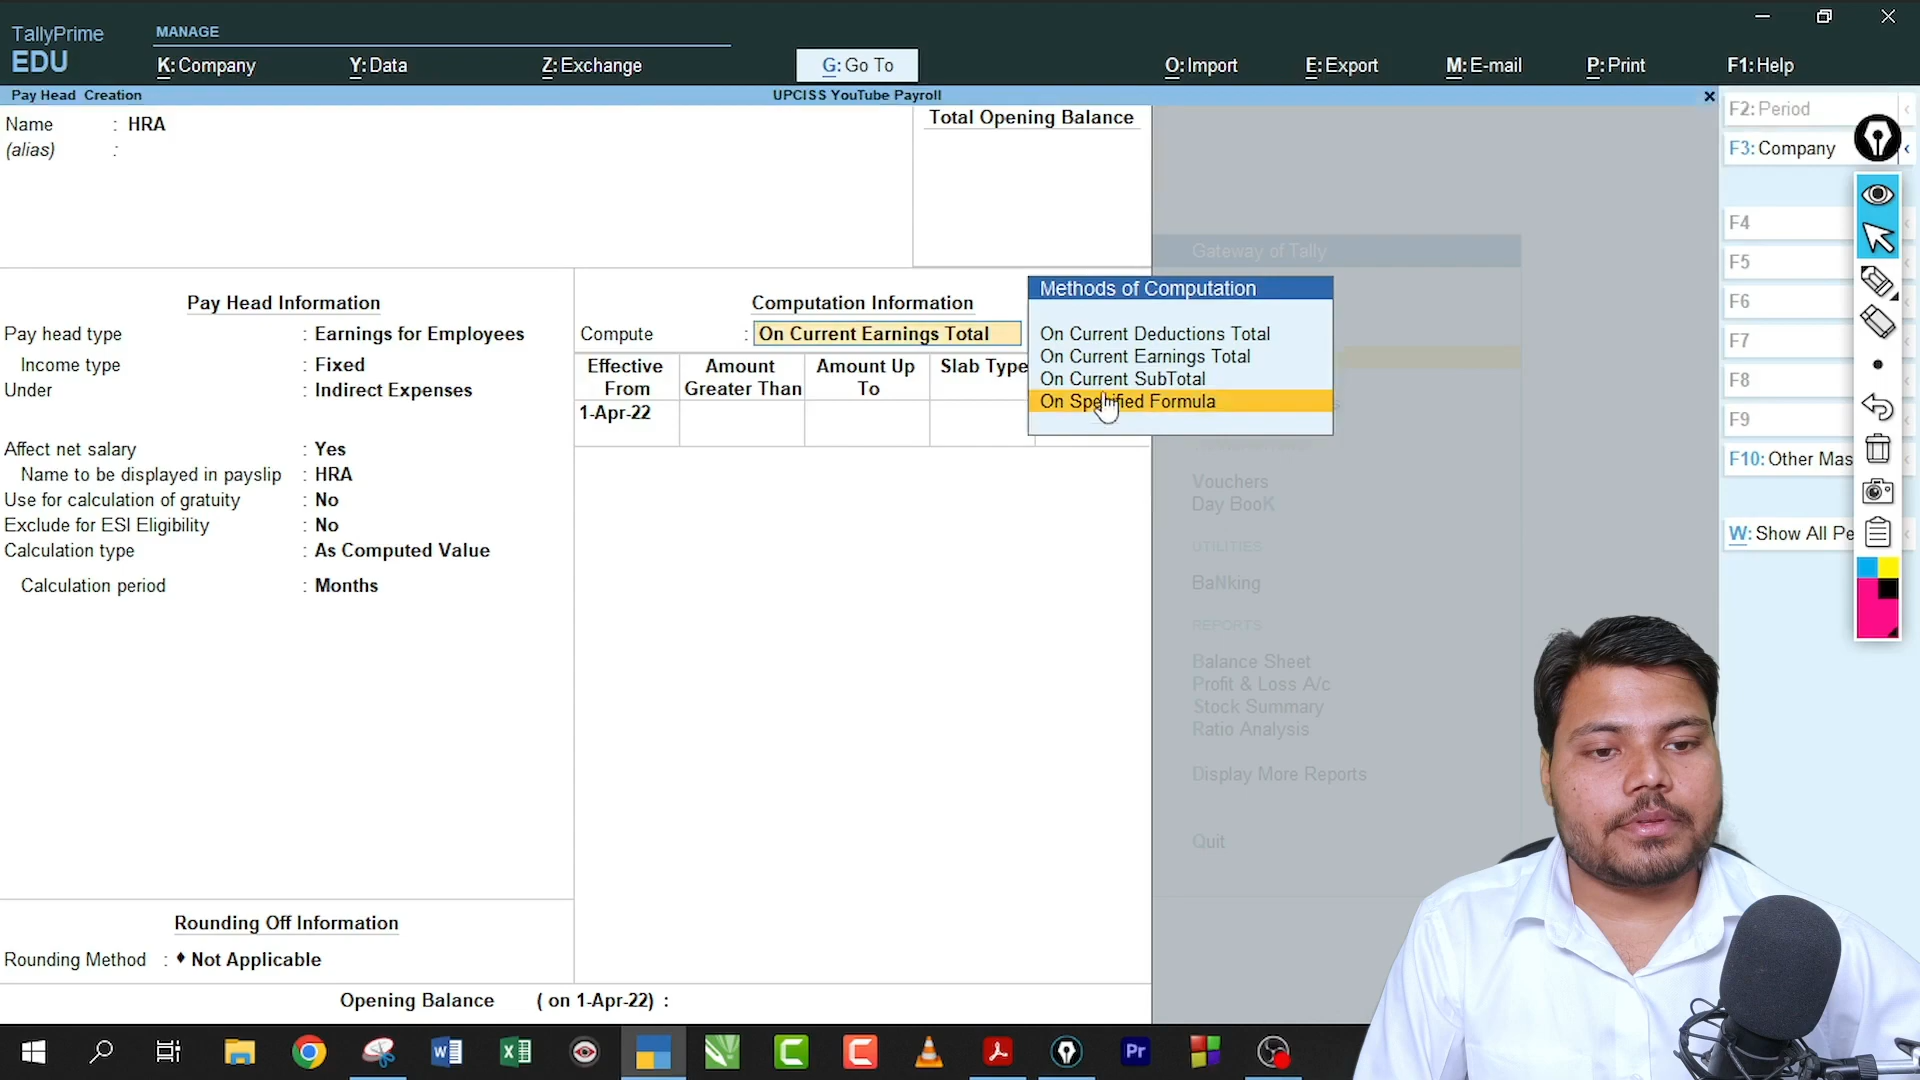 TallyPrime
EDU
MANAGE
K: Company
Y: Data
Z: Exchange
G: Go To
O: Import
E: Export
M: E-mail
P: Print
F1: Help
Pay Head Creation
UPCISS YouTube Payroll
Name : HRA
(alias) :
Total Opening Balance
Pay Head Information
Pay head type : Earnings for Employees
Income type : Fixed
Under : Indirect Expenses
Affect net salary : Yes
Name to be displayed in payslip : HRA
Use for calculation of gratuity : No
Exclude for ESI Eligibility : No
Calculation type : As Computed Value
Calculation period : Months
Computation Information
Compute : On Current Earnings Total
Effective From
Amount Greater Than
Amount Up To
Slab Type
1-Apr-22
Methods of Computation
On Current Deductions Total
On Current Earnings Total
On Current SubTotal
On Specified Formula
Gateway of Tally
Vouchers
Day BooK
UTILITIES
BaNking
REPORTS
Balance Sheet
Profit & Loss A/c
Stock Summary
Ratio Analysis
Display More Reports
Quit
F2: Period
F3: Company
F4
F5
F6
F7
F8
F9
F10: Other Mas
W: Show All Pe
Rounding Off Information
Rounding Method : ♦ Not Applicable
Opening Balance ( on 1-Apr-22) :
Pr